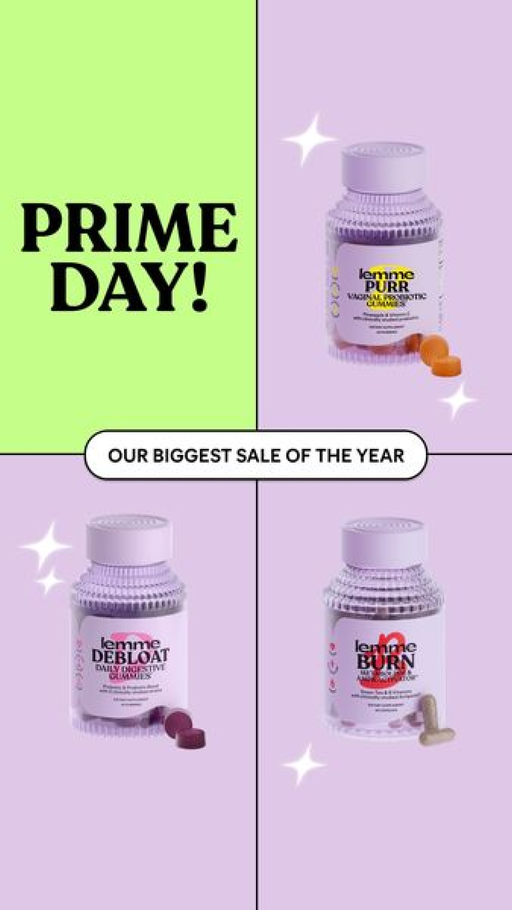 PRIME
DAY!
lemme
PURR
VAGINAL PROBIOTIC
GUMMIES
OUR BIGGEST SALE OF THE YEAR
lemme
DEBLOAT
DAILY DIGESTIVE
GUMMIES
lemme
BURN